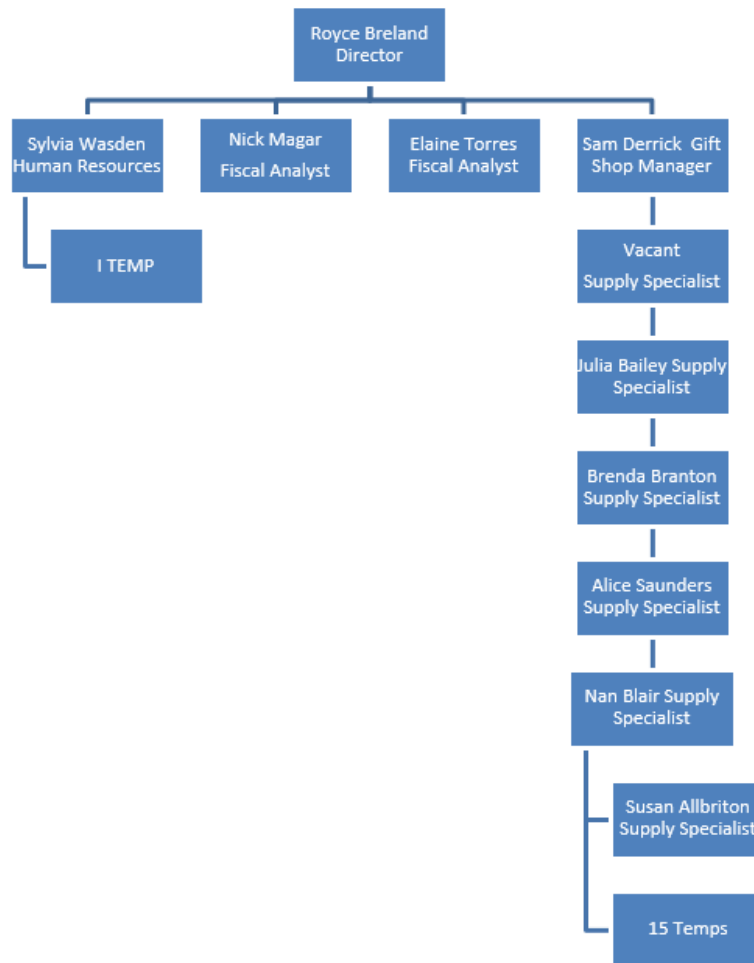 Royce Breland
Director
Sylvia Wasden
Human Resources
Nick Magar
Fiscal Analyst
Elaine Torres
Fiscal Analyst
Sam Derrick  Gift
Shop Manager
I TEMP
Vacant
Supply Specialist
Julia Bailey Supply
Specialist
Brenda Branton
Supply Specialist
Alice Saunders
Supply Specialist
Nan Blair Supply
Specialist
Susan Allbriton
Supply Specialist
15 Temps